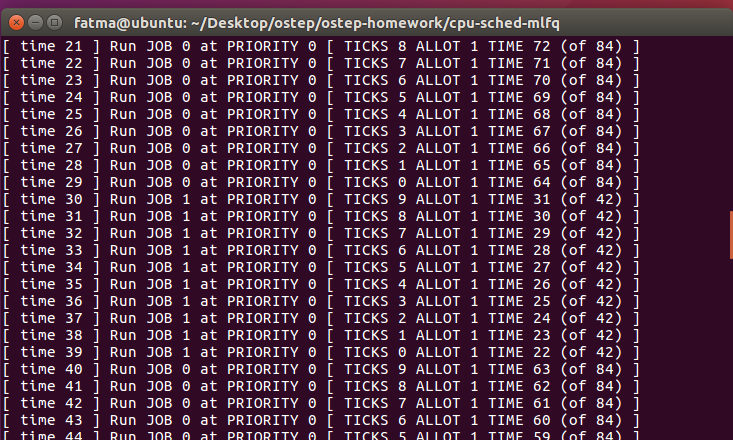 fatma@ubuntu: ~/Desktop/ostep/ostep-homework/cpu-sched-mlfq
[ time 21 ] Run JOB 0 at PRIORITY 0 [ TICKS 8 ALLOT 1 TIME 72 (of 84) ]
[ time 22 ] Run JOB 0 at PRIORITY 0 [ TICKS 7 ALLOT 1 TIME 71 (of 84) ]
[ time 23 ] Run JOB 0 at PRIORITY 0 [ TICKS 6 ALLOT 1 TIME 70 (of 84) ]
[ time 24 ] Run JOB 0 at PRIORITY 0 [ TICKS 5 ALLOT 1 TIME 69 (of 84) ]
[ time 25 ] Run JOB 0 at PRIORITY 0 [ TICKS 4 ALLOT 1 TIME 68 (of 84) ]
[ time 26 ] Run JOB 0 at PRIORITY 0 [ TICKS 3 ALLOT 1 TIME 67 (of 84) ]
[ time 27 ] Run JOB 0 at PRIORITY 0 [ TICKS 2 ALLOT 1 TIME 66 (of 84) ]
[ time 28 ] Run JOB 0 at PRIORITY 0 [ TICKS 1 ALLOT 1 TIME 65 (of 84) ]
[ time 29 ] Run JOB 0 at PRIORITY 0 [ TICKS 0 ALLOT 1 TIME 64 (of 84) ]
[ time 30 ] Run JOB 1 at PRIORITY 0 [ TICKS 9 ALLOT 1 TIME 31 (of 42) ]
[ time 31 ] Run JOB 1 at PRIORITY 0 [ TICKS 8 ALLOT 1 TIME 30 (of 42) ]
[ time 32 ] Run JOB 1 at PRIORITY 0 [ TICKS 7 ALLOT 1 TIME 29 (of 42) ]
[ time 33 ] Run JOB 1 at PRIORITY 0 [ TICKS 6 ALLOT 1 TIME 28 (of 42) ]
[ time 34 ] Run JOB 1 at PRIORITY 0 [ TICKS 5 ALLOT 1 TIME 27 (of 42) ]
[ time 35 ] Run JOB 1 at PRIORITY 0 [ TICKS 4 ALLOT 1 TIME 26 (of 42) ]
[ time 36 ] Run JOB 1 at PRIORITY 0 [ TICKS 3 ALLOT 1 TIME 25 (of 42) ]
[ time 37 ] Run JOB 1 at PRIORITY 0 [ TICKS 2 ALLOT 1 TIME 24 (of 42) ]
[ time 38 ] Run JOB 1 at PRIORITY 0 [ TICKS 1 ALLOT 1 TIME 23 (of 42) ]
[ time 39 ] Run JOB 1 at PRIORITY 0 [ TICKS 0 ALLOT 1 TIME 22 (of 42) ]
[ time 40 ] Run JOB 0 at PRIORITY 0 [ TICKS 9 ALLOT 1 TIME 63 (of 84) ]
[ time 41 ] Run JOB 0 at PRIORITY 0 [ TICKS 8 ALLOT 1 TIME 62 (of 84) ]
[ time 42 ] Run JOB 0 at PRIORITY 0 [ TICKS 7 ALLOT 1 TIME 61 (of 84) ]
[ time 43 ] Run JOB 0 at PRIORITY 0 [ TICKS 6 ALLOT 1 TIME 60 (of 84) ]
[ time 44 ] Run JOB 0 at PRIORITY 0 [ TICKS 5 ALLOT 1 TIME 59 (of 84) ]